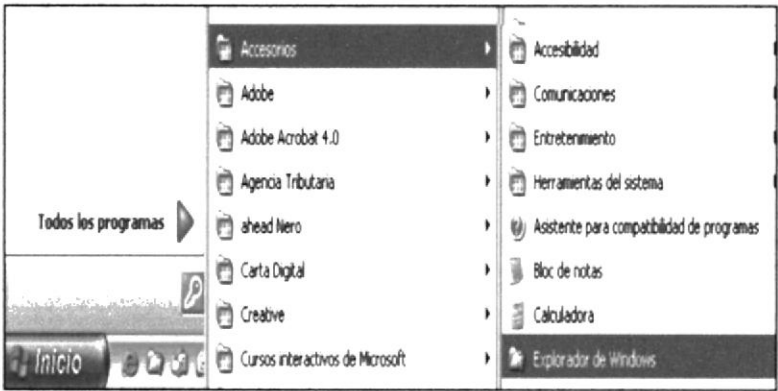 Todos los programas
Inicio
Accesorios
Adobe
Adobe Acrobat 4.0
Agencia Tributaria
ahead Nero
Carta Digital
Creative
Cursos interactivos de Microsoft
Accesibilidad
Comunicaciones
Entretenimiento
Herramientas del sistema
Asistente para compatibilidad de programas
Bloc de notas
Calculadora
Explorador de Windows